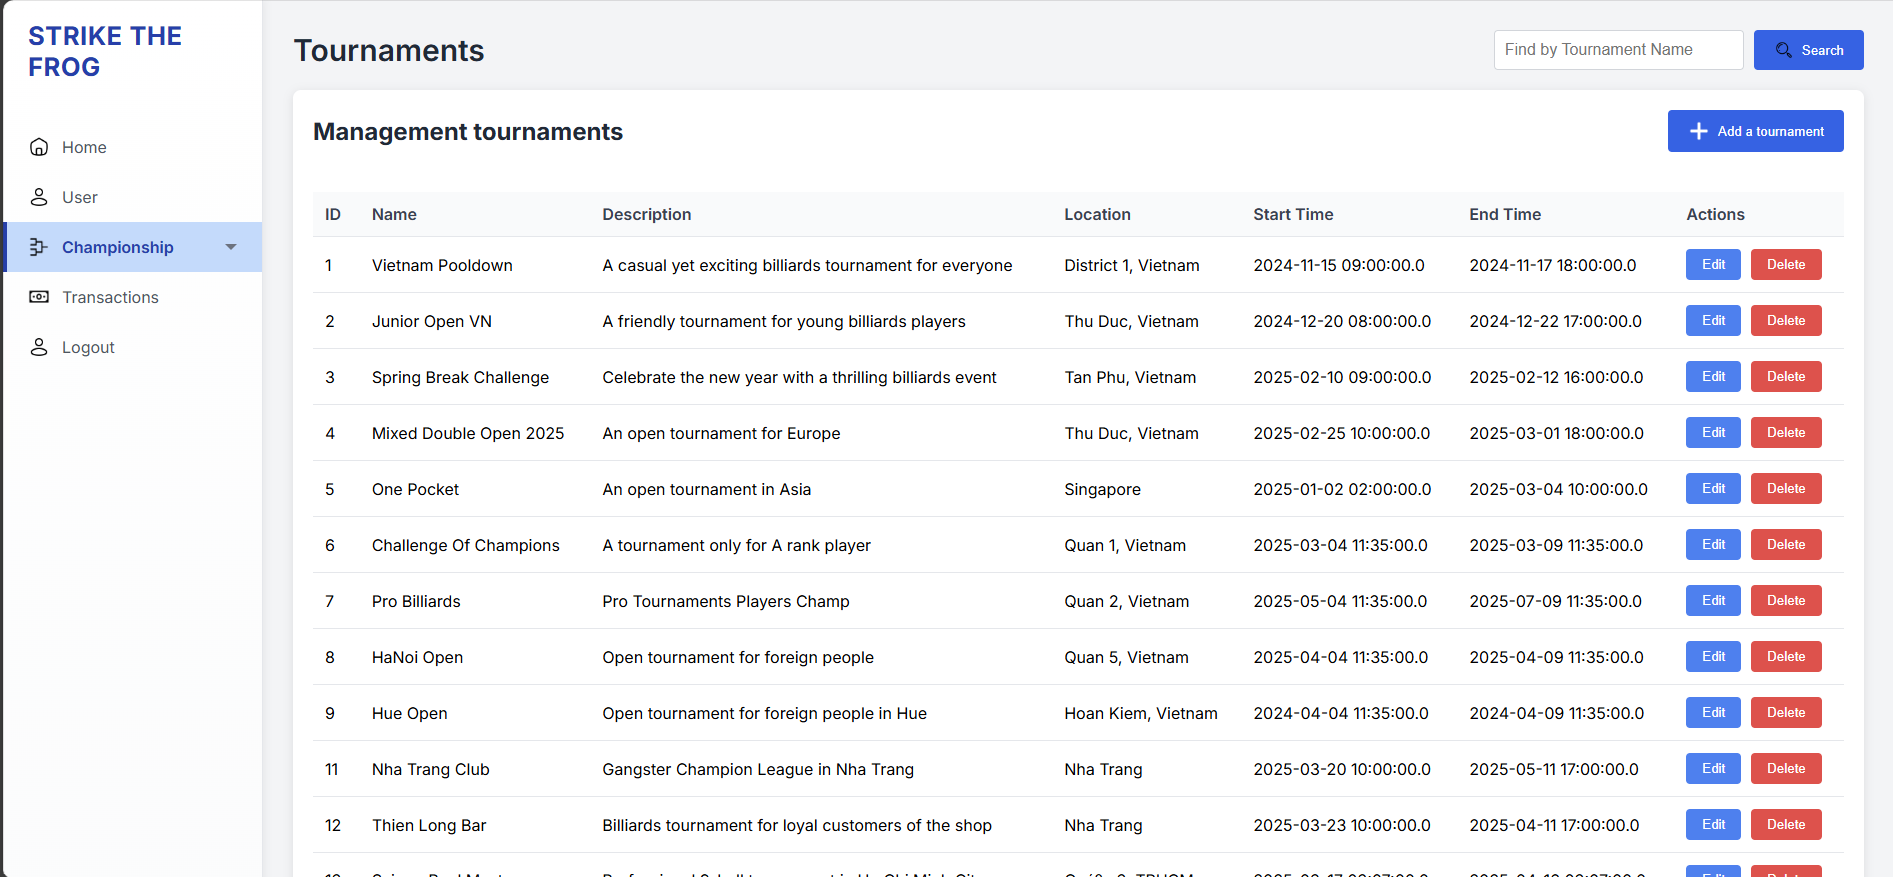 STRIKE THE
FROG
Home
User
Championship
Transactions
Logout
Tournaments
Find by Tournament Name
Search
Management tournaments
Add a tournament
ID Name Description Location Start Time End Time Actions
1 Vietnam Pooldown A casual yet exciting billiards tournament for everyone District 1, Vietnam 2024-11-15 09:00:00.0 2024-11-17 18:00:00.0 Edit Delete
2 Junior Open VN A friendly tournament for young billiards players Thu Duc, Vietnam 2024-12-20 08:00:00.0 2024-12-22 17:00:00.0 Edit Delete
3 Spring Break Challenge Celebrate the new year with a thrilling billiards event Tan Phu, Vietnam 2025-02-10 09:00:00.0 2025-02-12 16:00:00.0 Edit Delete
4 Mixed Double Open 2025 An open tournament for Europe Thu Duc, Vietnam 2025-02-25 10:00:00.0 2025-03-01 18:00:00.0 Edit Delete
5 One Pocket An open tournament in Asia Singapore 2025-01-02 02:00:00.0 2025-03-04 10:00:00.0 Edit Delete
6 Challenge Of Champions A tournament only for A rank player Quan 1, Vietnam 2025-03-04 11:35:00.0 2025-03-09 11:35:00.0 Edit Delete
7 Pro Billiards Pro Tournaments Players Champ Quan 2, Vietnam 2025-05-04 11:35:00.0 2025-07-09 11:35:00.0 Edit Delete
8 HaNoi Open Open tournament for foreign people Quan 5, Vietnam 2025-04-04 11:35:00.0 2025-04-09 11:35:00.0 Edit Delete
9 Hue Open Open tournament for foreign people in Hue Hoan Kiem, Vietnam 2024-04-04 11:35:00.0 2024-04-09 11:35:00.0 Edit Delete
11 Nha Trang Club Gangster Champion League in Nha Trang Nha Trang 2025-03-20 10:00:00.0 2025-05-11 17:00:00.0 Edit Delete
12 Thien Long Bar Billiards tournament for loyal customers of the shop Nha Trang 2025-03-23 10:00:00.0 2025-04-11 17:00:00.0 Edit Delete